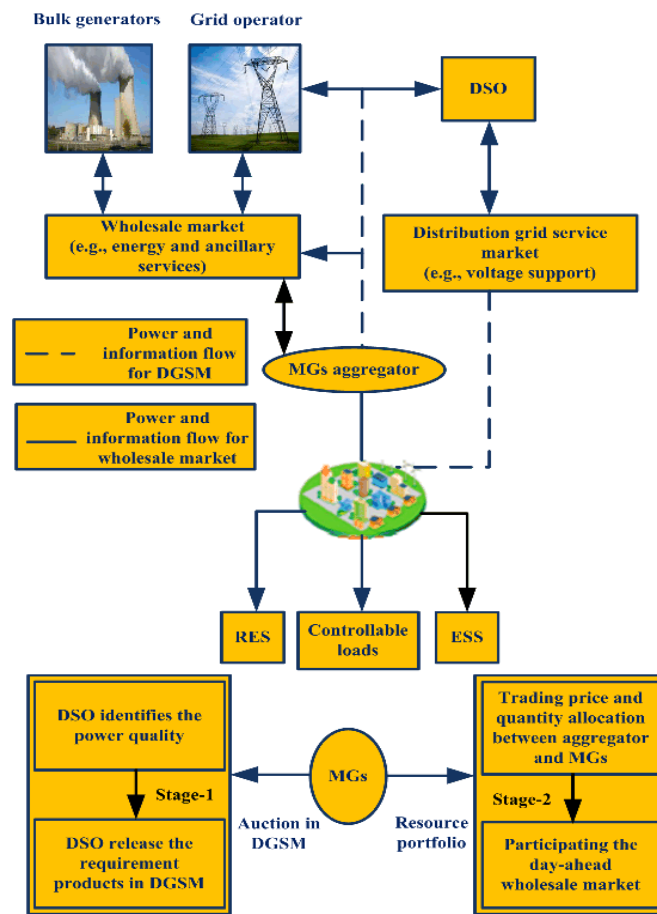 Bulk generators
Grid operator
DSO
Wholesale market
(e.g., energy and ancillary
services)
Distribution grid service
market
(e.g., voltage support)
Power and
information flow
for DGSM
MGs aggregator
Power and
information flow for
wholesale market
RES
Controllable
loads
ESS
DSO identifies the
power quality
Stage-1
DSO release the
requirement
products in DGSM
Auction in
DGSM
MGs
Resource
portfolio
Trading price and
quantity allocation
between aggregator
and MGs
Stage-2
Participating the
day-ahead
wholesale market